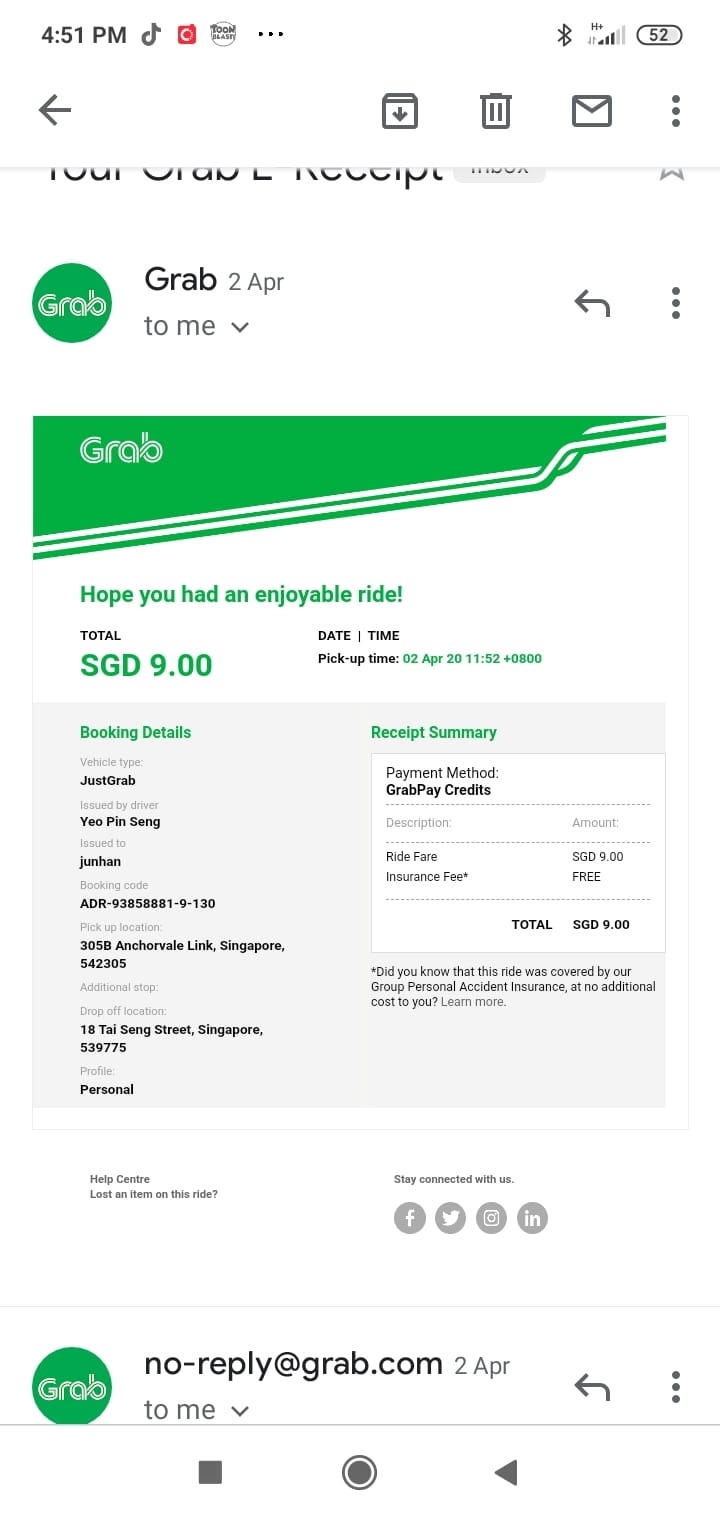 4:51 PM
TOON
BLAST
H+
52
Your Grab E-Receipt
Inbox
Grab 2 Apr
to me
Grab
Grab
Hope you had an enjoyable ride!
TOTAL
SGD 9.00
DATE | TIME
Pick-up time: 02 Apr 20 11:52 +0800
Booking Details
Vehicle type:
JustGrab
Issued by driver
Yeo Pin Seng
Issued to
junhan
Booking code
ADR-93858881-9-130
Pick up location:
305B Anchorvale Link, Singapore,
542305
Additional stop:
Drop off location:
18 Tai Seng Street, Singapore,
539775
Profile:
Personal
Receipt Summary
Payment Method:
GrabPay Credits
Description: Amount:
Ride Fare SGD 9.00
Insurance Fee* FREE
TOTAL SGD 9.00
*Did you know that this ride was covered by our
Group Personal Accident Insurance, at no additional
cost to you? Learn more.
Help Centre
Lost an item on this ride?
Stay connected with us.
f
in
Grab
no-reply@grab.com 2 Apr
to me